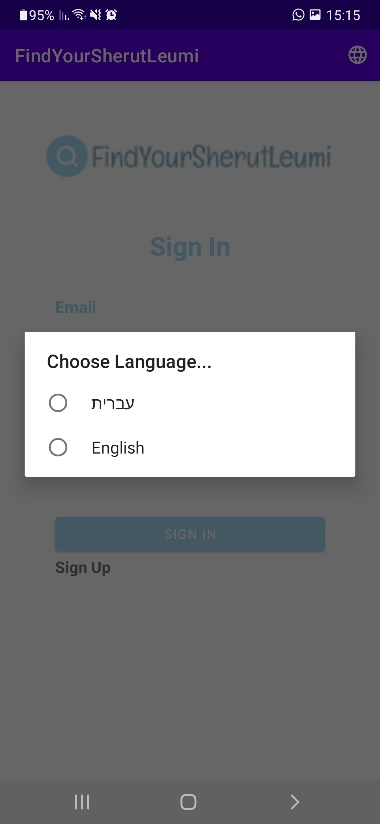 95% 15:15
FindYourSherutLeumi
FindYourSherutLeumi
Sign In
Email
Choose Language...
עברית
English
SIGN IN
Sign Up